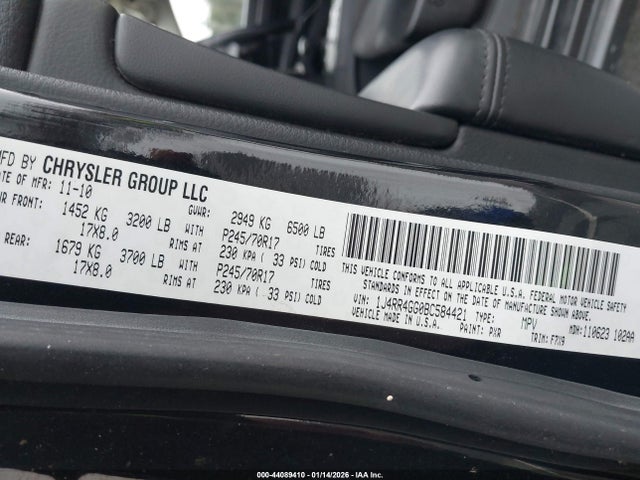 MFD BY CHRYSLER GROUP LLC
DATE OF MFR: 11-10 GVWR: 2949 KG 6500 LB
FRONT: 1452 KG 3200 LB WITH P245/70R17 TIRES
17X8.0 RIMS AT 230 KPA ( 33 PSI) COLD
REAR: 1679 KG 3700 LB WITH P245/70R17 TIRES
17X8.0 RIMS AT 230 KPA ( 33 PSI) COLD
THIS VEHICLE CONFORMS TO ALL APPLICABLE U.S.A. FEDERAL MOTOR VEHICLE
STANDARDS IN EFFECT ON THE DATE OF MANUFACTURE SHOWN ABOVE.
VIN: 1J4RR4GG0BC584421 TYPE: MPV MDH: 110623 102AA
VEHICLE MADE IN U.S.A. PAINT: PXR TRIM: F7X9
000-44089410 - 01/14/2026 - IAA Inc.